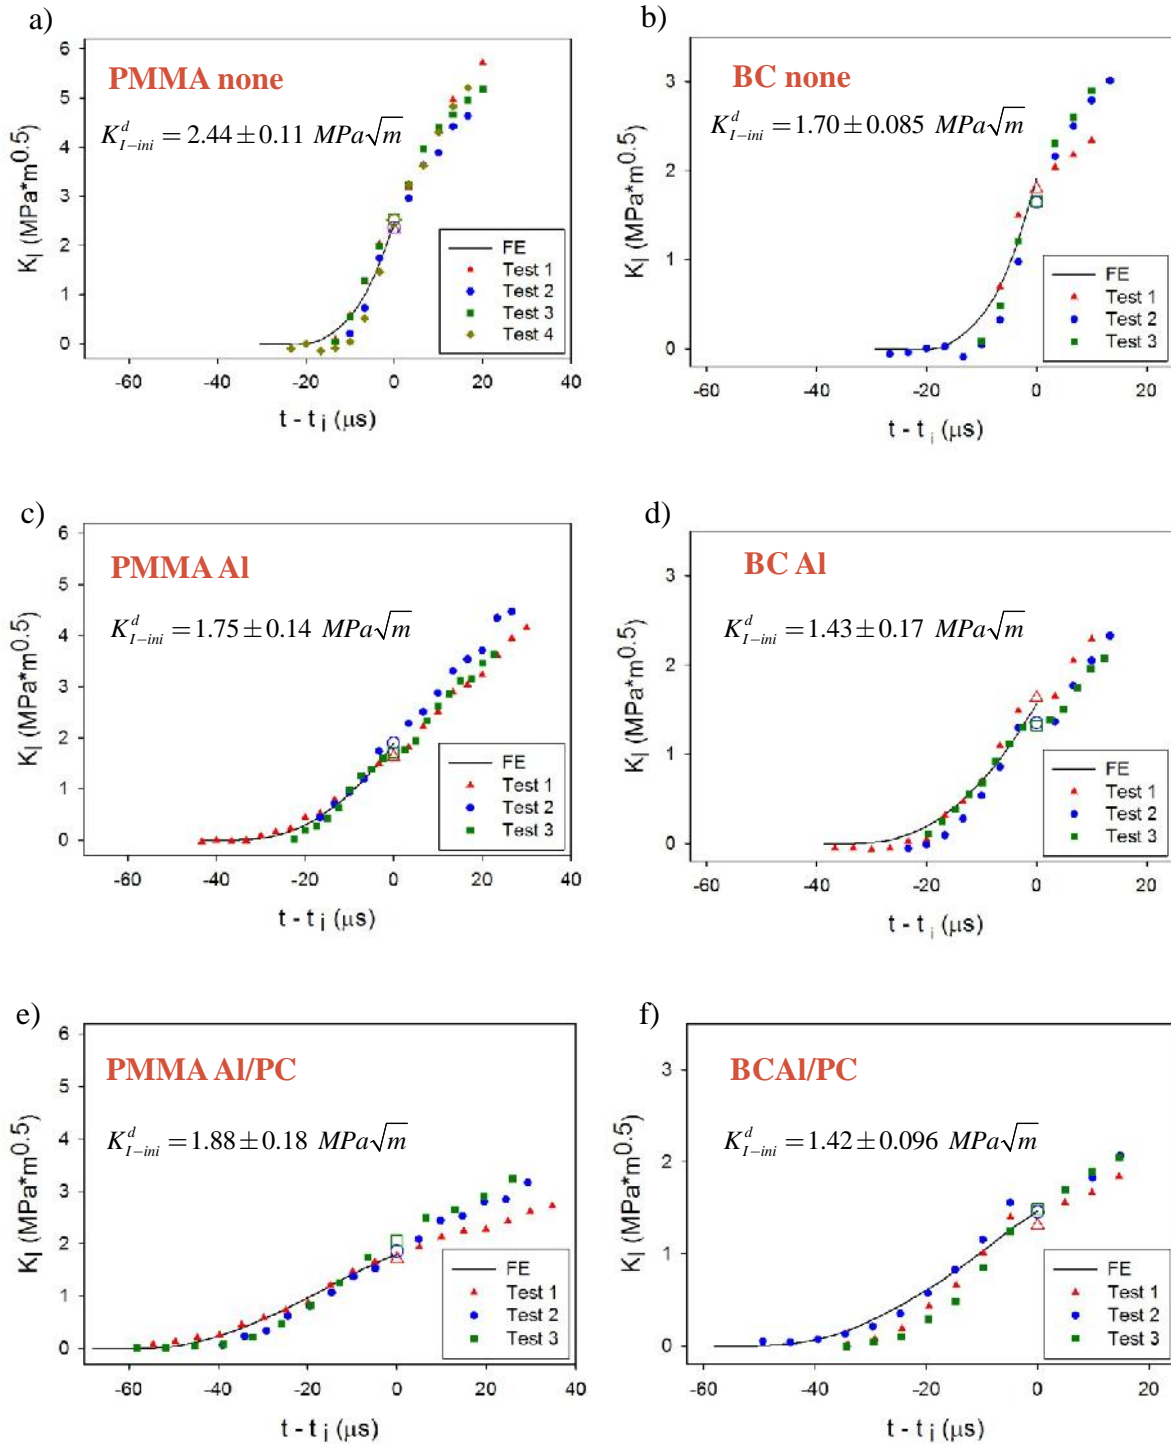 a)
PMMA none
K^d_{I-ini} = 2.44 ± 0.11 MPa√m
K_I (MPa*m^0.5)
6
5
4
3
2
1
0
FE
Test 1
Test 2
Test 3
Test 4
-60 -40 -20 0 20 40
t - t_i (μs)
b)
BC none
K^d_{I-ini} = 1.70 ± 0.085 MPa√m
K_I (MPa*m^0.5)
3
2
1
0
FE
Test 1
Test 2
Test 3
-60 -40 -20 0 20
t - t_i (μs)
c)
PMMA Al
K^d_{I-ini} = 1.75 ± 0.14 MPa√m
K_I (MPa*m^0.5)
6
5
4
3
2
1
0
FE
Test 1
Test 2
Test 3
-60 -40 -20 0 20 40
t - t_i (μs)
d)
BC Al
K^d_{I-ini} = 1.43 ± 0.17 MPa√m
K_I (MPa*m^0.5)
3
2
1
0
FE
Test 1
Test 2
Test 3
-60 -40 -20 0 20
t - t_i (μs)
e)
PMMA Al/PC
K^d_{I-ini} = 1.88 ± 0.18 MPa√m
K_I (MPa*m^0.5)
6
5
4
3
2
1
0
FE
Test 1
Test 2
Test 3
-60 -40 -20 0 20 40
t - t_i (μs)
f)
BCAl/PC
K^d_{I-ini} = 1.42 ± 0.096 MPa√m
K_I (MPa*m^0.5)
3
2
1
0
FE
Test 1
Test 2
Test 3
-60 -40 -20 0 20
t - t_i (μs)